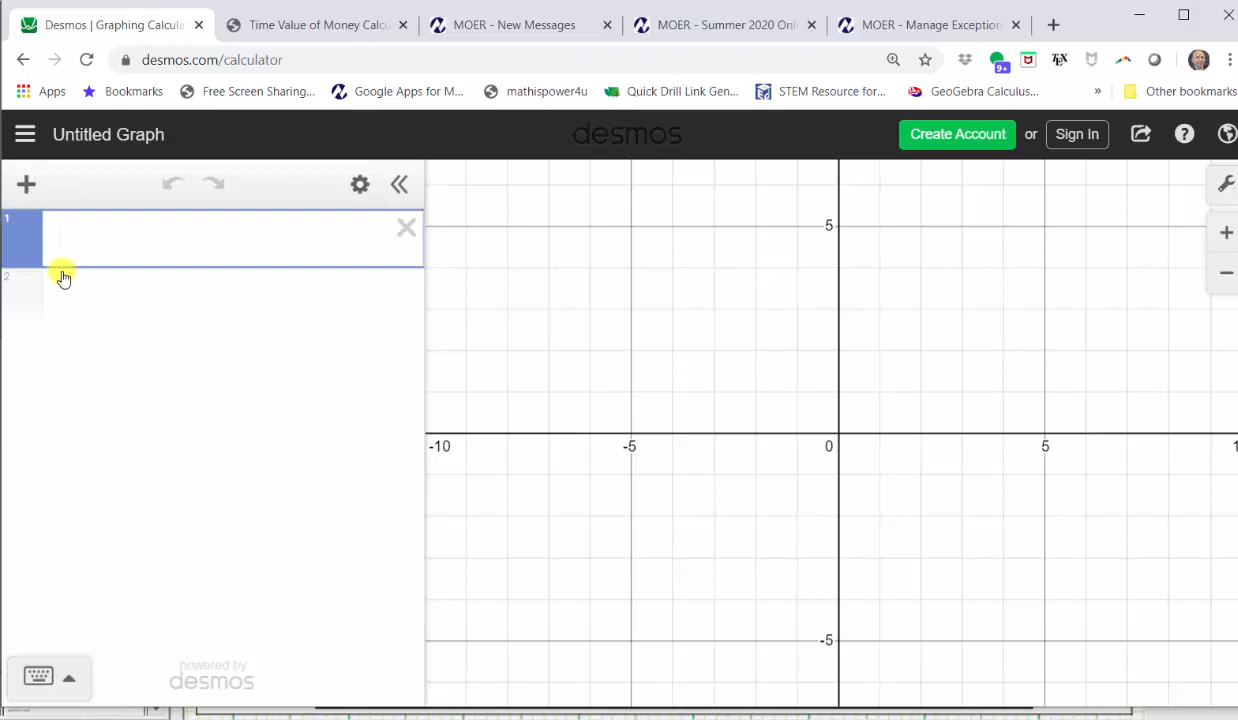 Desmos | Graphing Calcula
Time Value of Money Calcu
MOER - New Messages
MOER - Summer 2020 Onl
MOER - Manage Exception
desmos.com/calculator
9+
TEX
Apps
Bookmarks
Free Screen Sharing...
Google Apps for M...
mathispower4u
Quick Drill Link Gen...
STEM Resource for...
GeoGebra Calculus...
»
Other bookmarks
Untitled Graph
desmos
Create Account
or
Sign In
1
2
5
-10
-5
0
5
1
-5
powered by
desmos